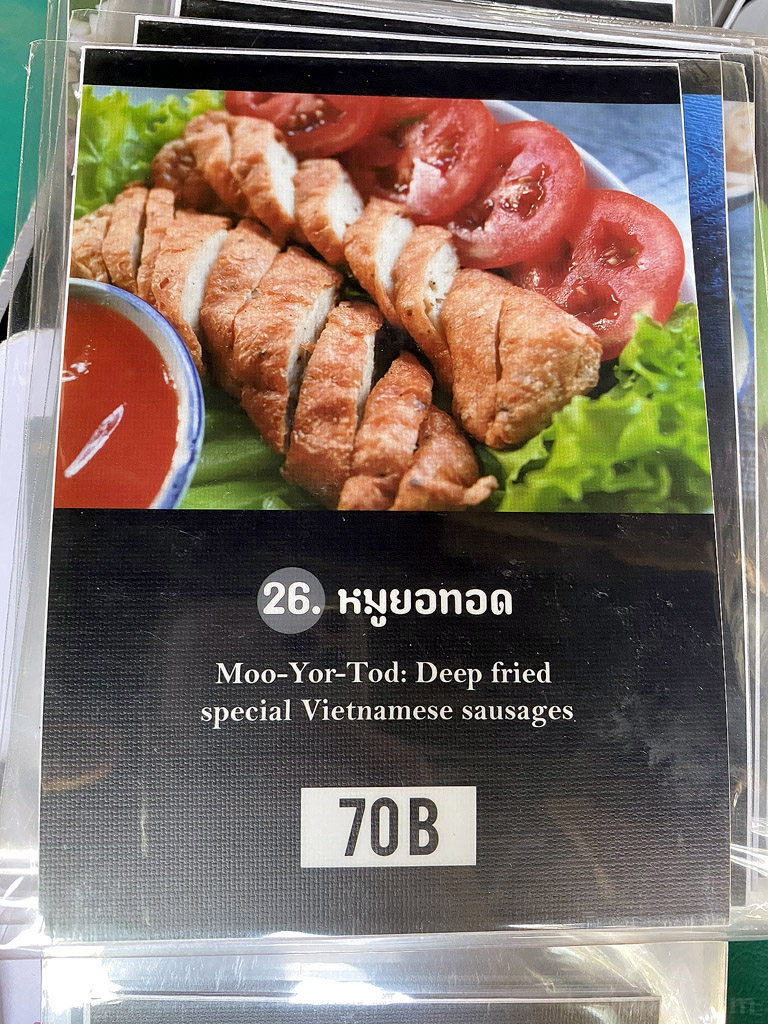 26. หมูยอทอด
Moo-Yor-Tod: Deep fried
special Vietnamese sausages
70B